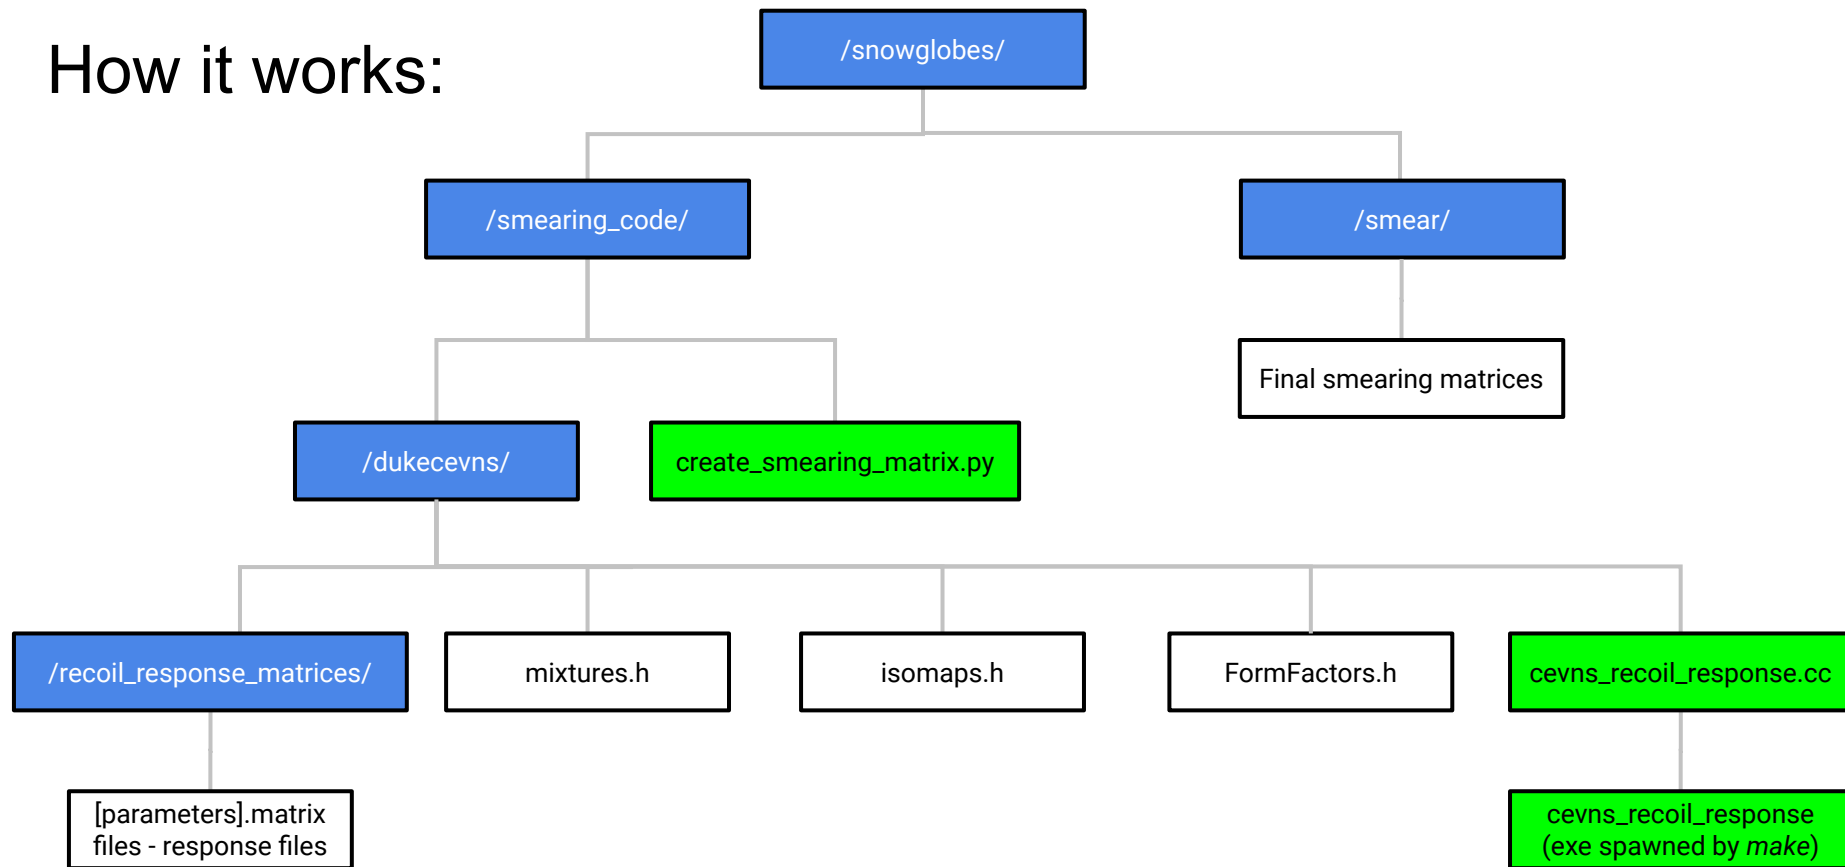 How it works:
/snowglobes/
/smearing_code/
/smear/
Final smearing matrices
/dukecevns/
create_smearing_matrix.py
/recoil_response_matrices/
mixtures.h
isomaps.h
FormFactors.h
cevns_recoil_response.cc
[parameters].matrix
files - response files
cevns_recoil_response
(exe spawned by make)